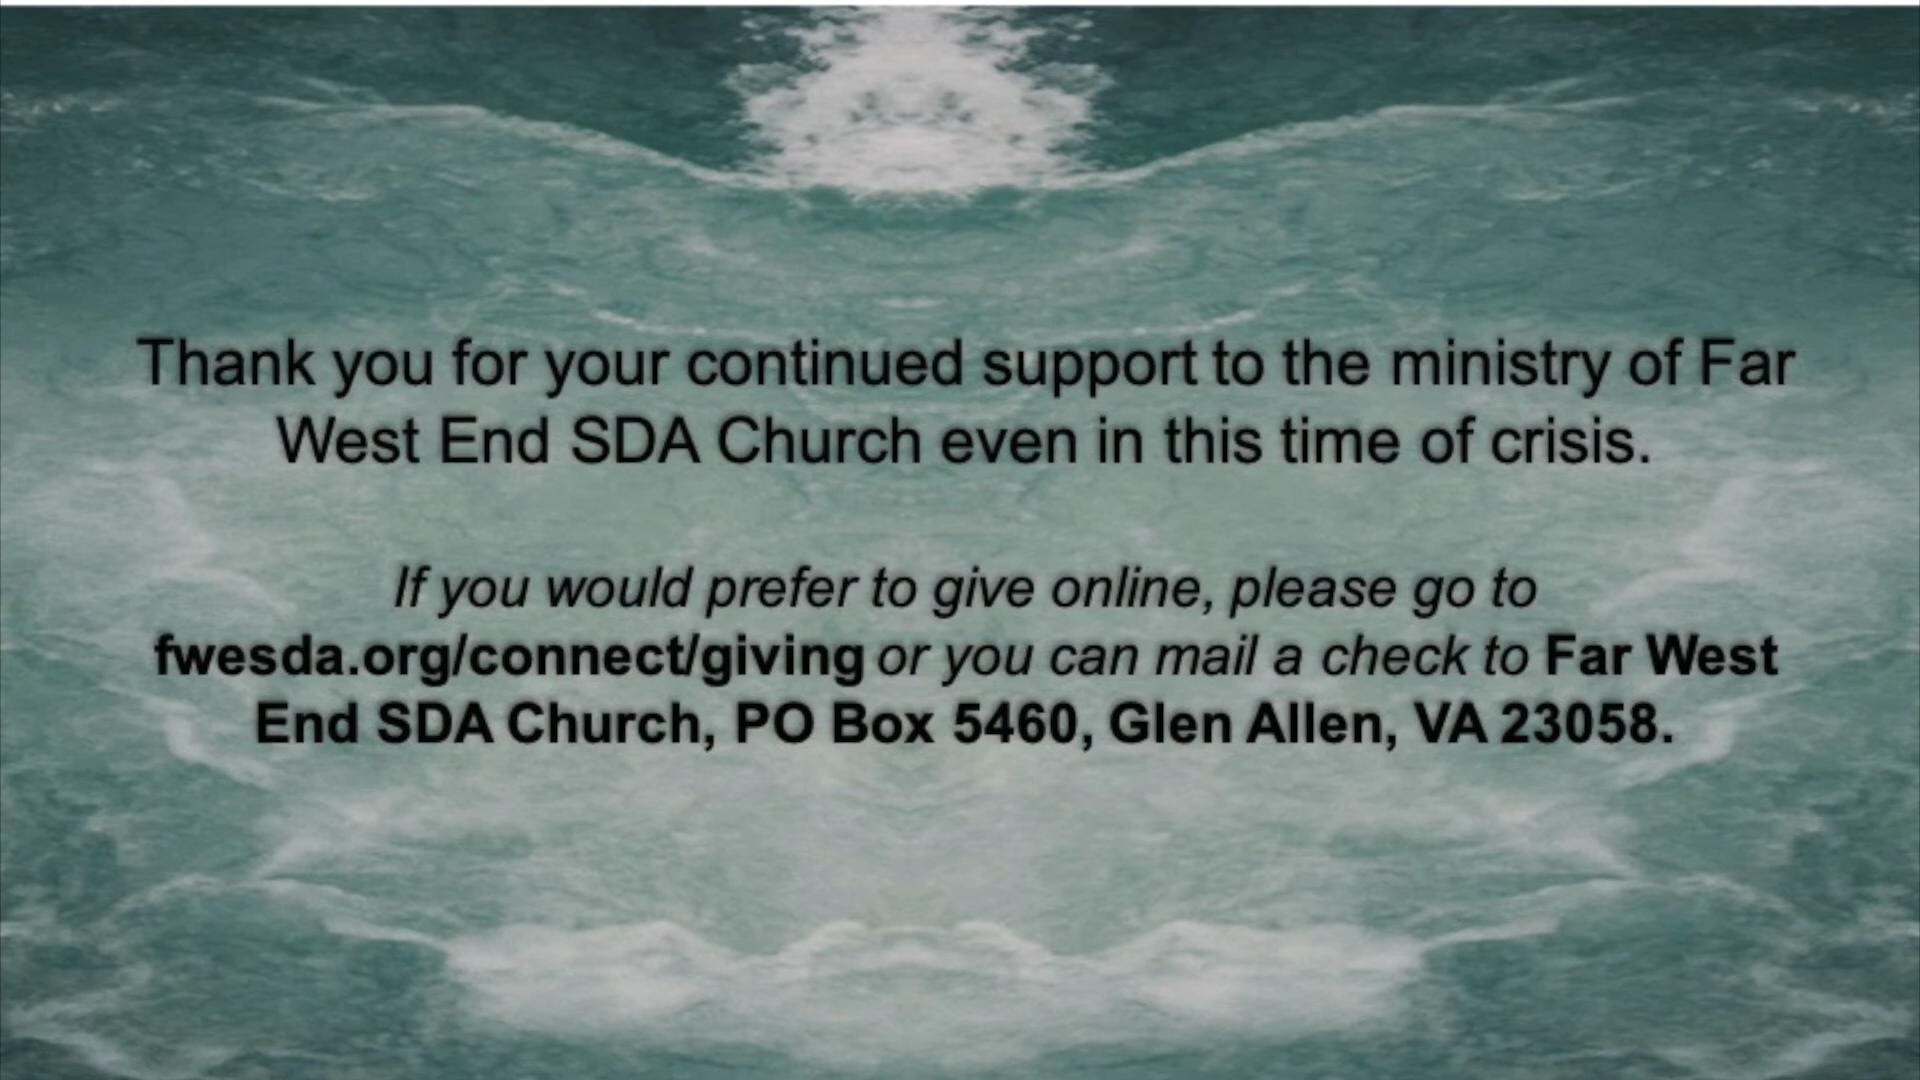 Thank you for your continued support to the ministry of Far
West End SDA Church even in this time of crisis.
If you would prefer to give online, please go to
fwesda.org/connect/giving or you can mail a check to Far West
End SDA Church, PO Box 5460, Glen Allen, VA 23058.